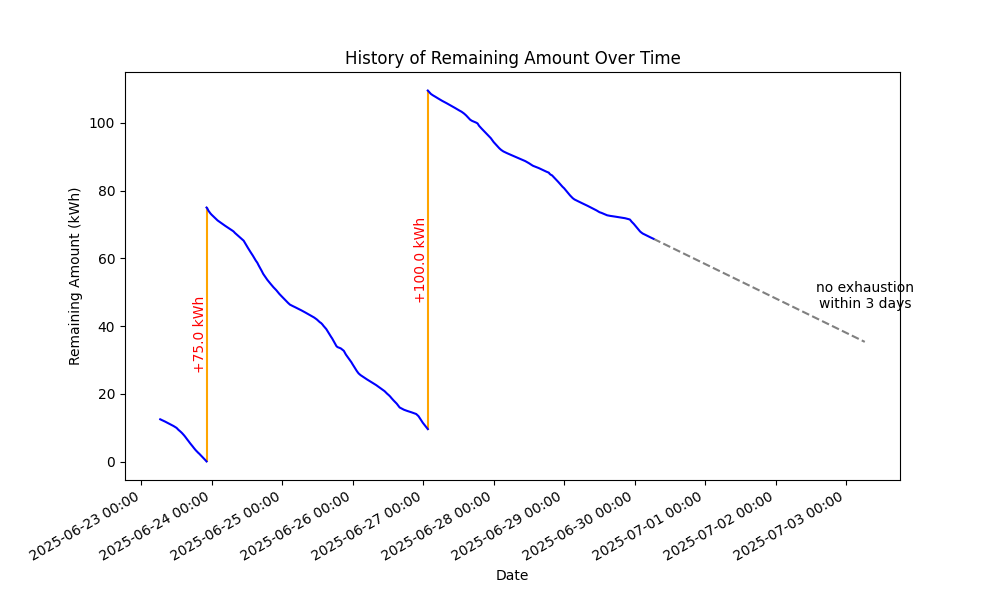 History of Remaining Amount Over Time
Remaining Amount (kWh)
100
80
60
40
20
0
+75.0 kWh
+100.0 kWh
no exhaustion
within 3 days
2025-06-23 00:00
2025-06-24 00:00
2025-06-25 00:00
2025-06-26 00:00
2025-06-27 00:00
2025-06-28 00:00
2025-06-29 00:00
2025-06-30 00:00
2025-07-01 00:00
2025-07-02 00:00
2025-07-03 00:00
Date